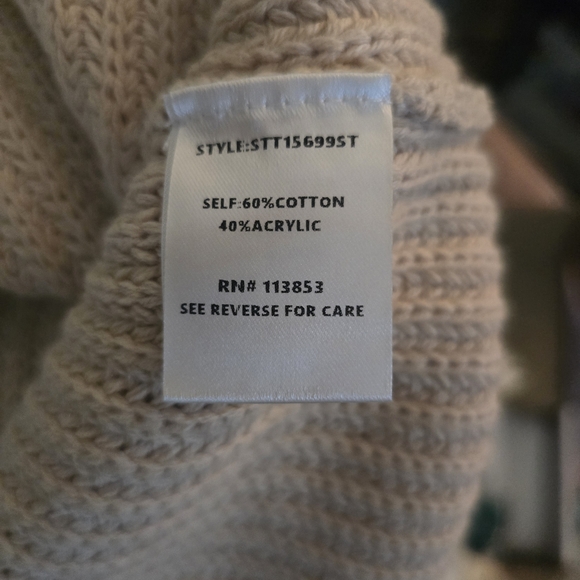 STYLE:STT15699ST
SELF:60%COTTON
40%ACRYLIC
RN# 113853
SEE REVERSE FOR CARE